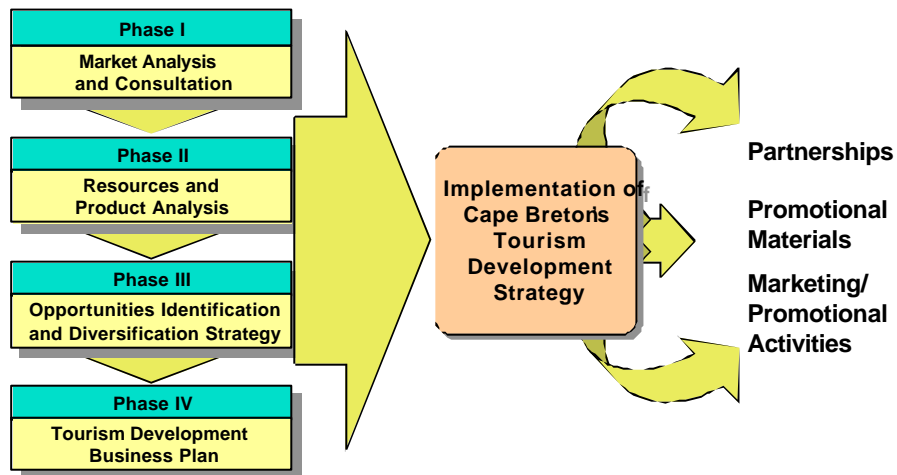 Phase I
Market Analysis
and Consultation
Phase II
Resources and
Product Analysis
Phase III
Opportunities Identification
and Diversification Strategy
Phase IV
Tourism Development
Business Plan
Implementation of
Cape Breton's
Tourism
Development
Strategy
Partnerships
Promotional
Materials
Marketing/
Promotional
Activities